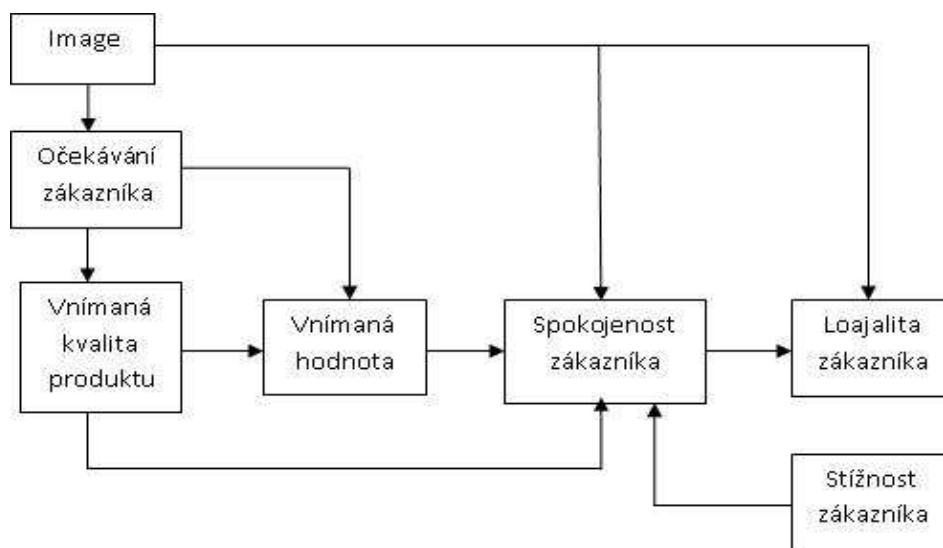 Image
Očekávání
zákazníka
Vnímaná
kvalita
produktu
Vnímaná
hodnota
Spokojenost
zákazníka
Loajalita
zákazníka
Stížnost
zákazníka